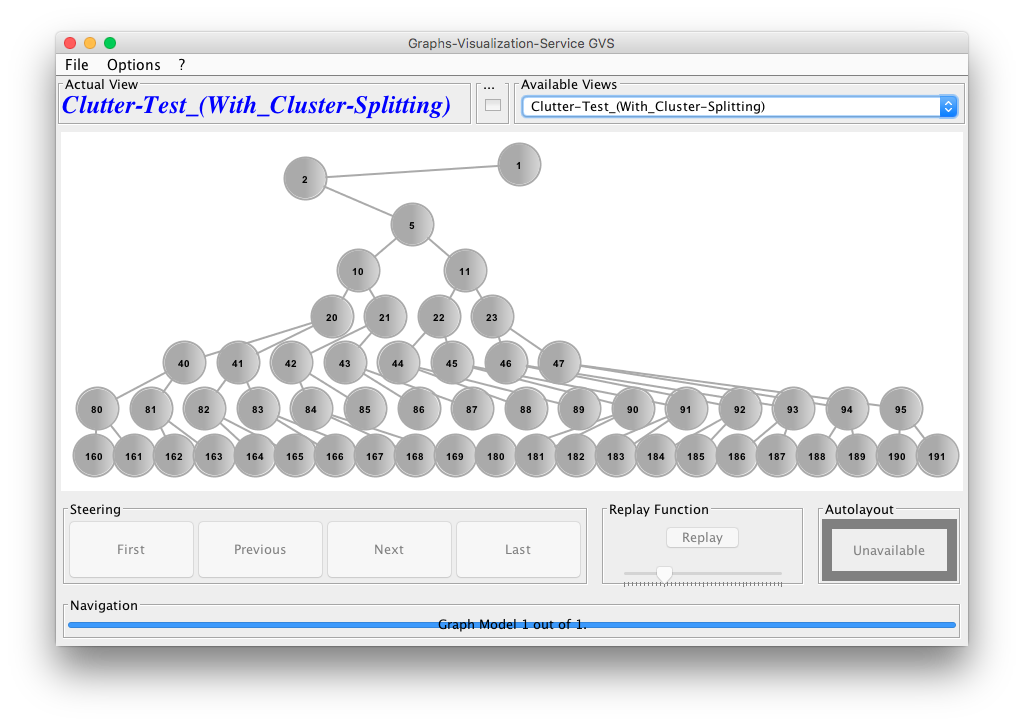 Graphs-Visualization-Service GVS
File Options ?
Actual View ... Available Views
Clutter-Test_(With_Cluster-Splitting) Clutter-Test_(With_Cluster-Splitting)
1
2
5
10 11
20 21 22 23
40 41 42 43 44 45 46 47
80 81 82 83 84 85 86 87 88 89 90 91 92 93 94 95
160 161 162 163 164 165 166 167 168 169 180 181 182 183 184 185 186 187 188 189 190 191
Steering Replay Function Autolayout
Replay
First Previous Next Last Unavailable
Navigation
Graph Model 1 out of 1.